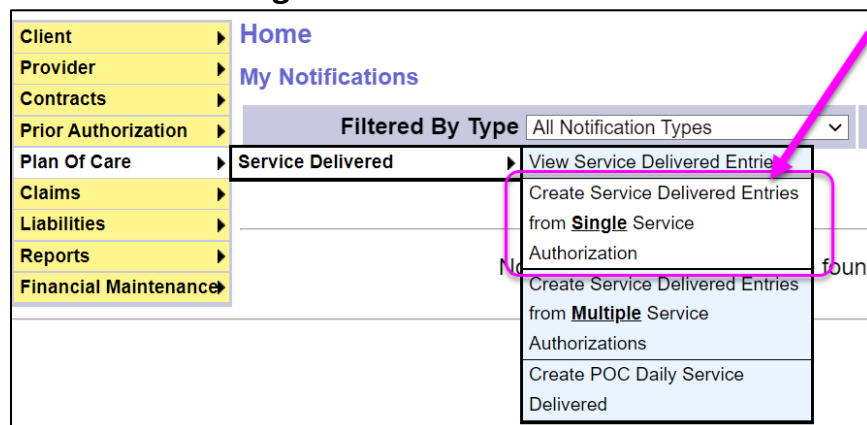 Client
Home
Provider
My Notifications
Contracts
Prior Authorization
Filtered By Type All Notification Types
Plan Of Care
Service Delivered
View Service Delivered Entries
Claims
Create Service Delivered Entries
from Single Service
Authorization
Liabilities
Reports
Financial Maintenance
Create Service Delivered Entries
from Multiple Service
Authorizations
Create POC Daily Service
Delivered